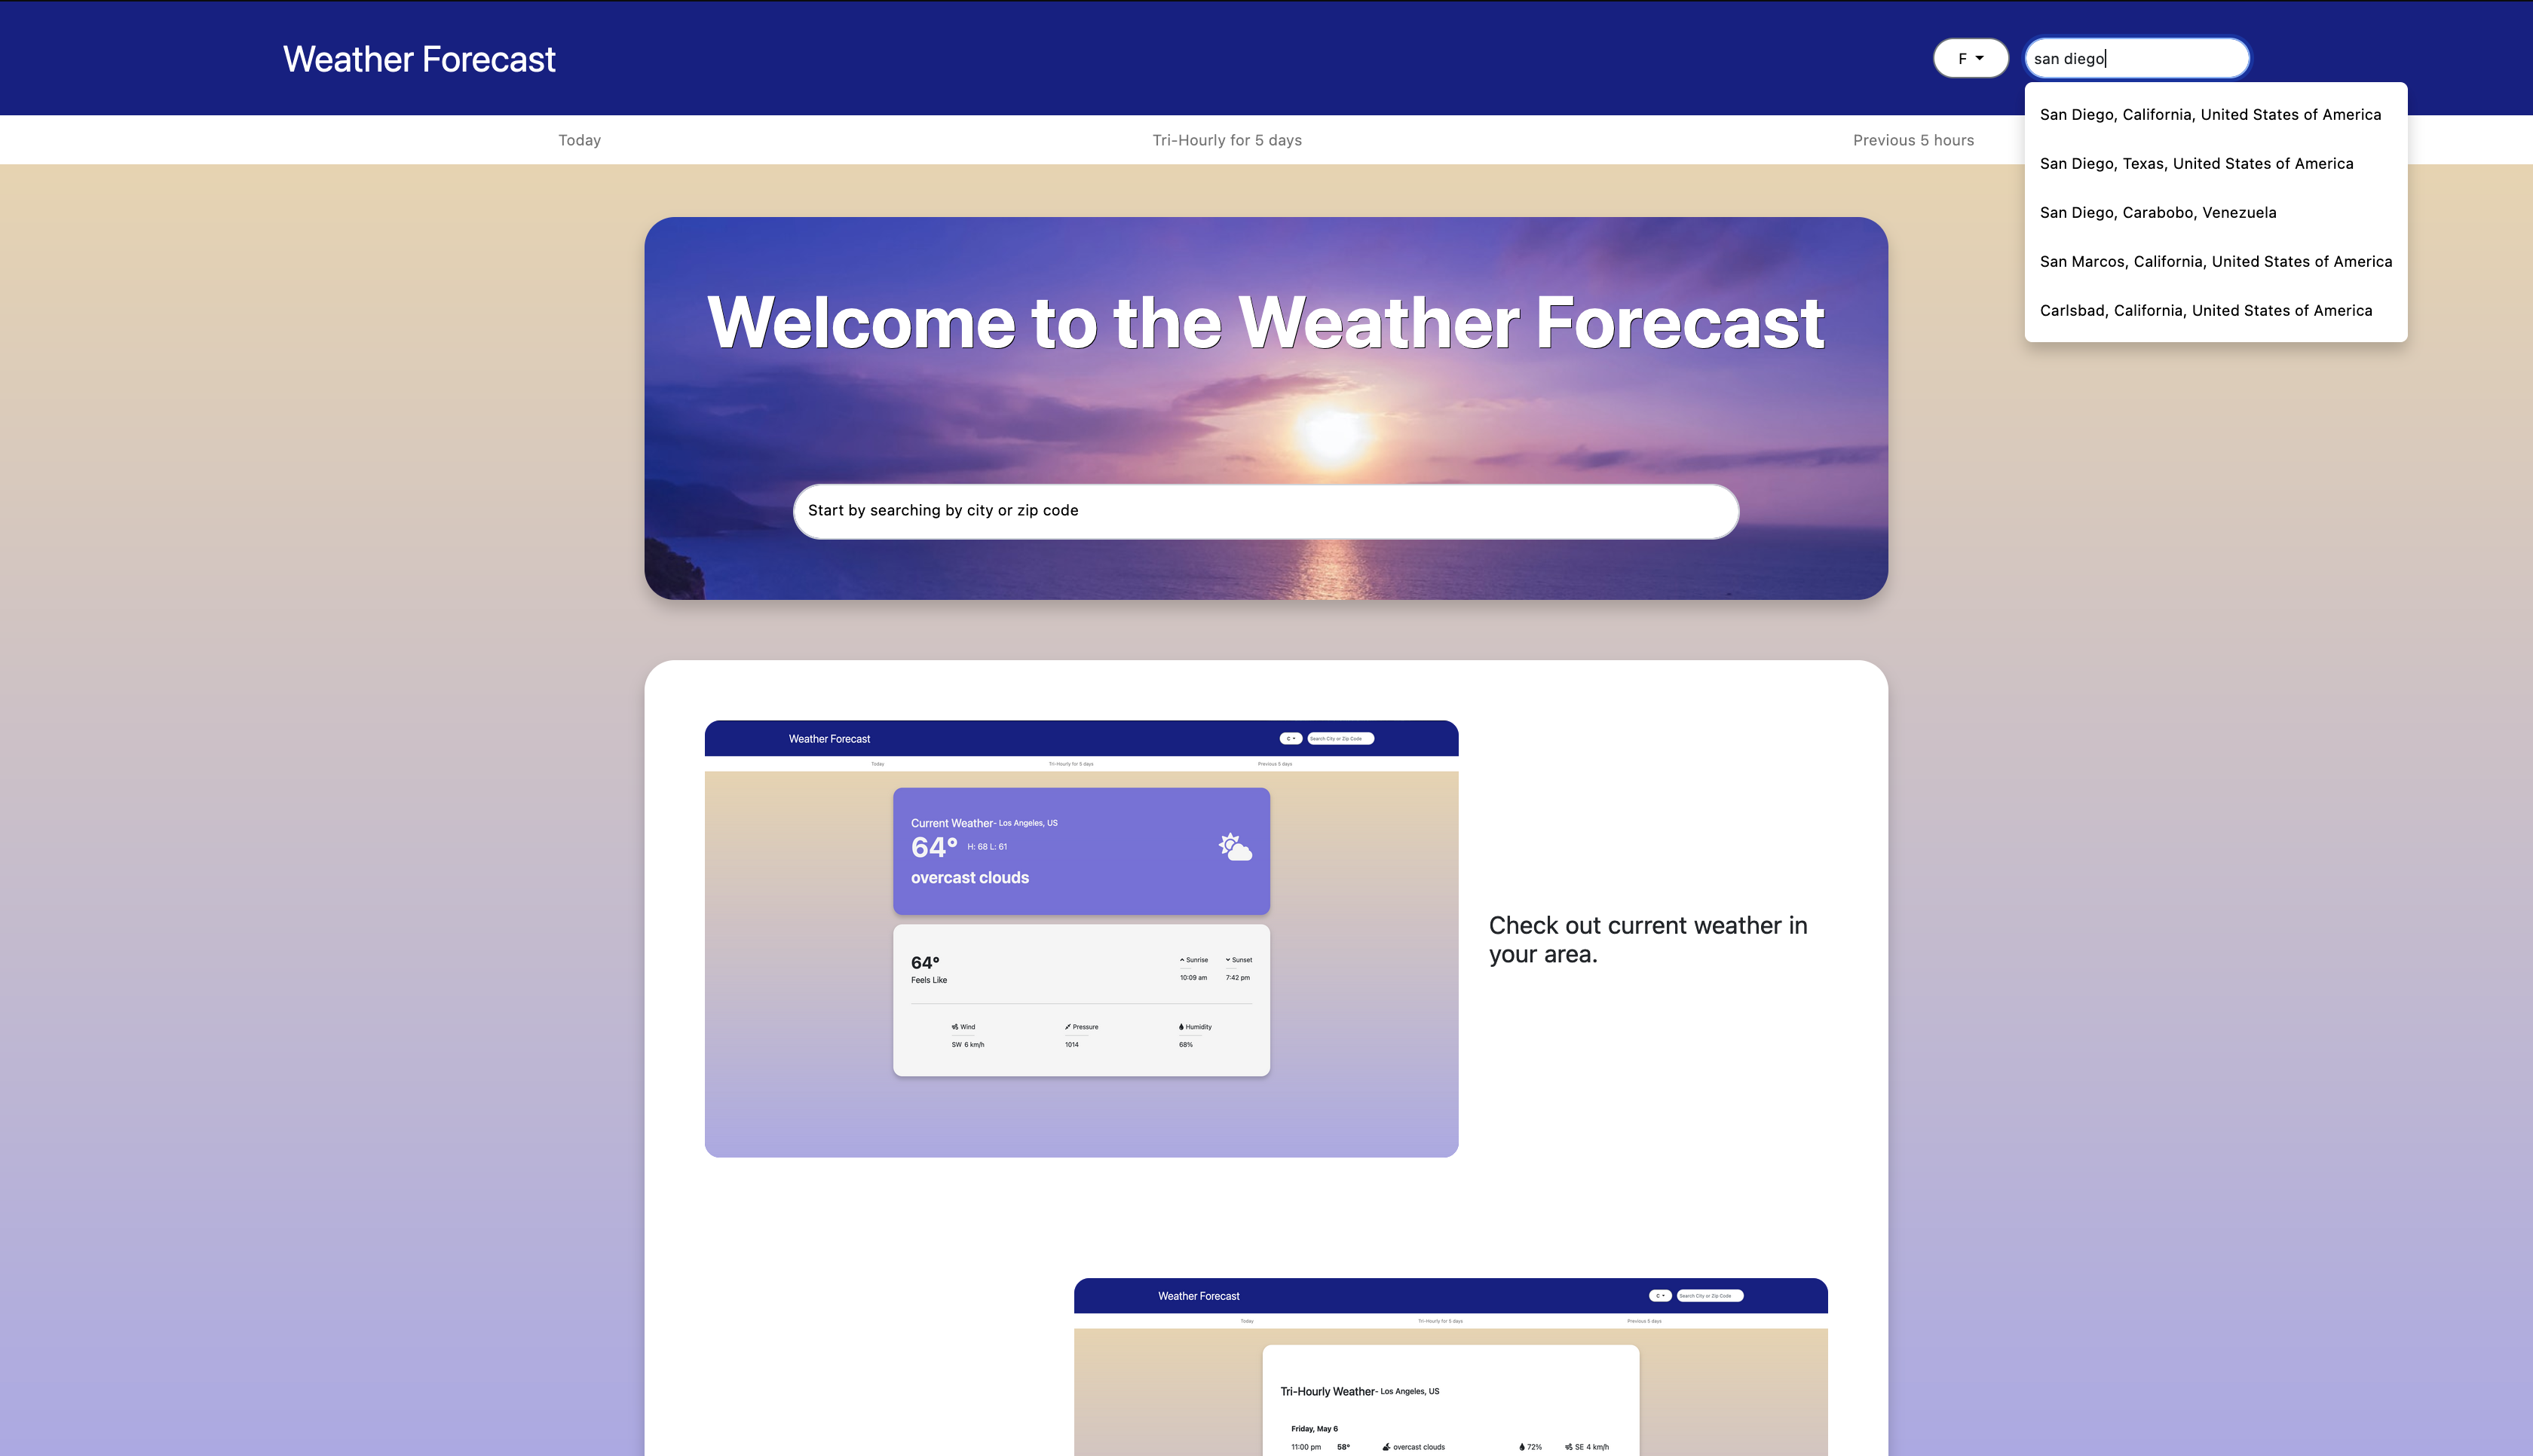 Weather Forecast
F
san diego
San Diego, California, United States of America
San Diego, Texas, United States of America
San Diego, Carabobo, Venezuela
San Marcos, California, United States of America
Carlsbad, California, United States of America
Today
Tri-Hourly for 5 days
Previous 5 hours
Welcome to the Weather Forecast
Start by searching by city or zip code
Weather Forecast
C
Search City or Zip Code
Today
Tri-Hourly for 5 days
Previous 5 days
Current Weather- Los Angeles, US
64° H: 68 L: 61
overcast clouds
64°
Feels Like
Sunrise
10:09 am
Sunset
7:42 pm
Wind
SW 6 km/h
Pressure
1014
Humidity
68%
Check out current weather in
your area.
Weather Forecast
C
Search City or Zip Code
Today
Tri-Hourly for 5 days
Previous 5 days
Tri-Hourly Weather- Los Angeles, US
Friday, May 6
11:00 pm 58° overcast clouds 72% SE 4 km/h